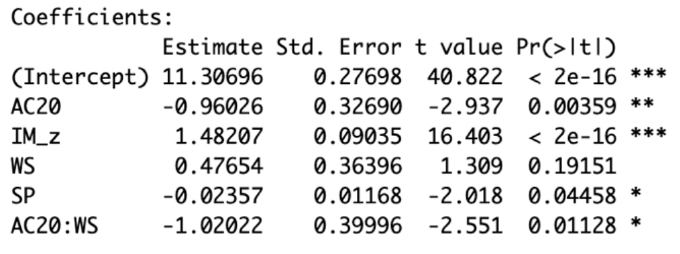 Coefficients:
Estimate Std. Error t value Pr(>|t|)
(Intercept) 11.30696 0.27698 40.822 < 2e-16 ***
AC20 -0.96026 0.32690 -2.937 0.00359 **
IM_z 1.48207 0.09035 16.403 < 2e-16 ***
WS 0.47654 0.36396 1.309 0.19151
SP -0.02357 0.01168 -2.018 0.04458 *
AC20:WS -1.02022 0.39996 -2.551 0.01128 *